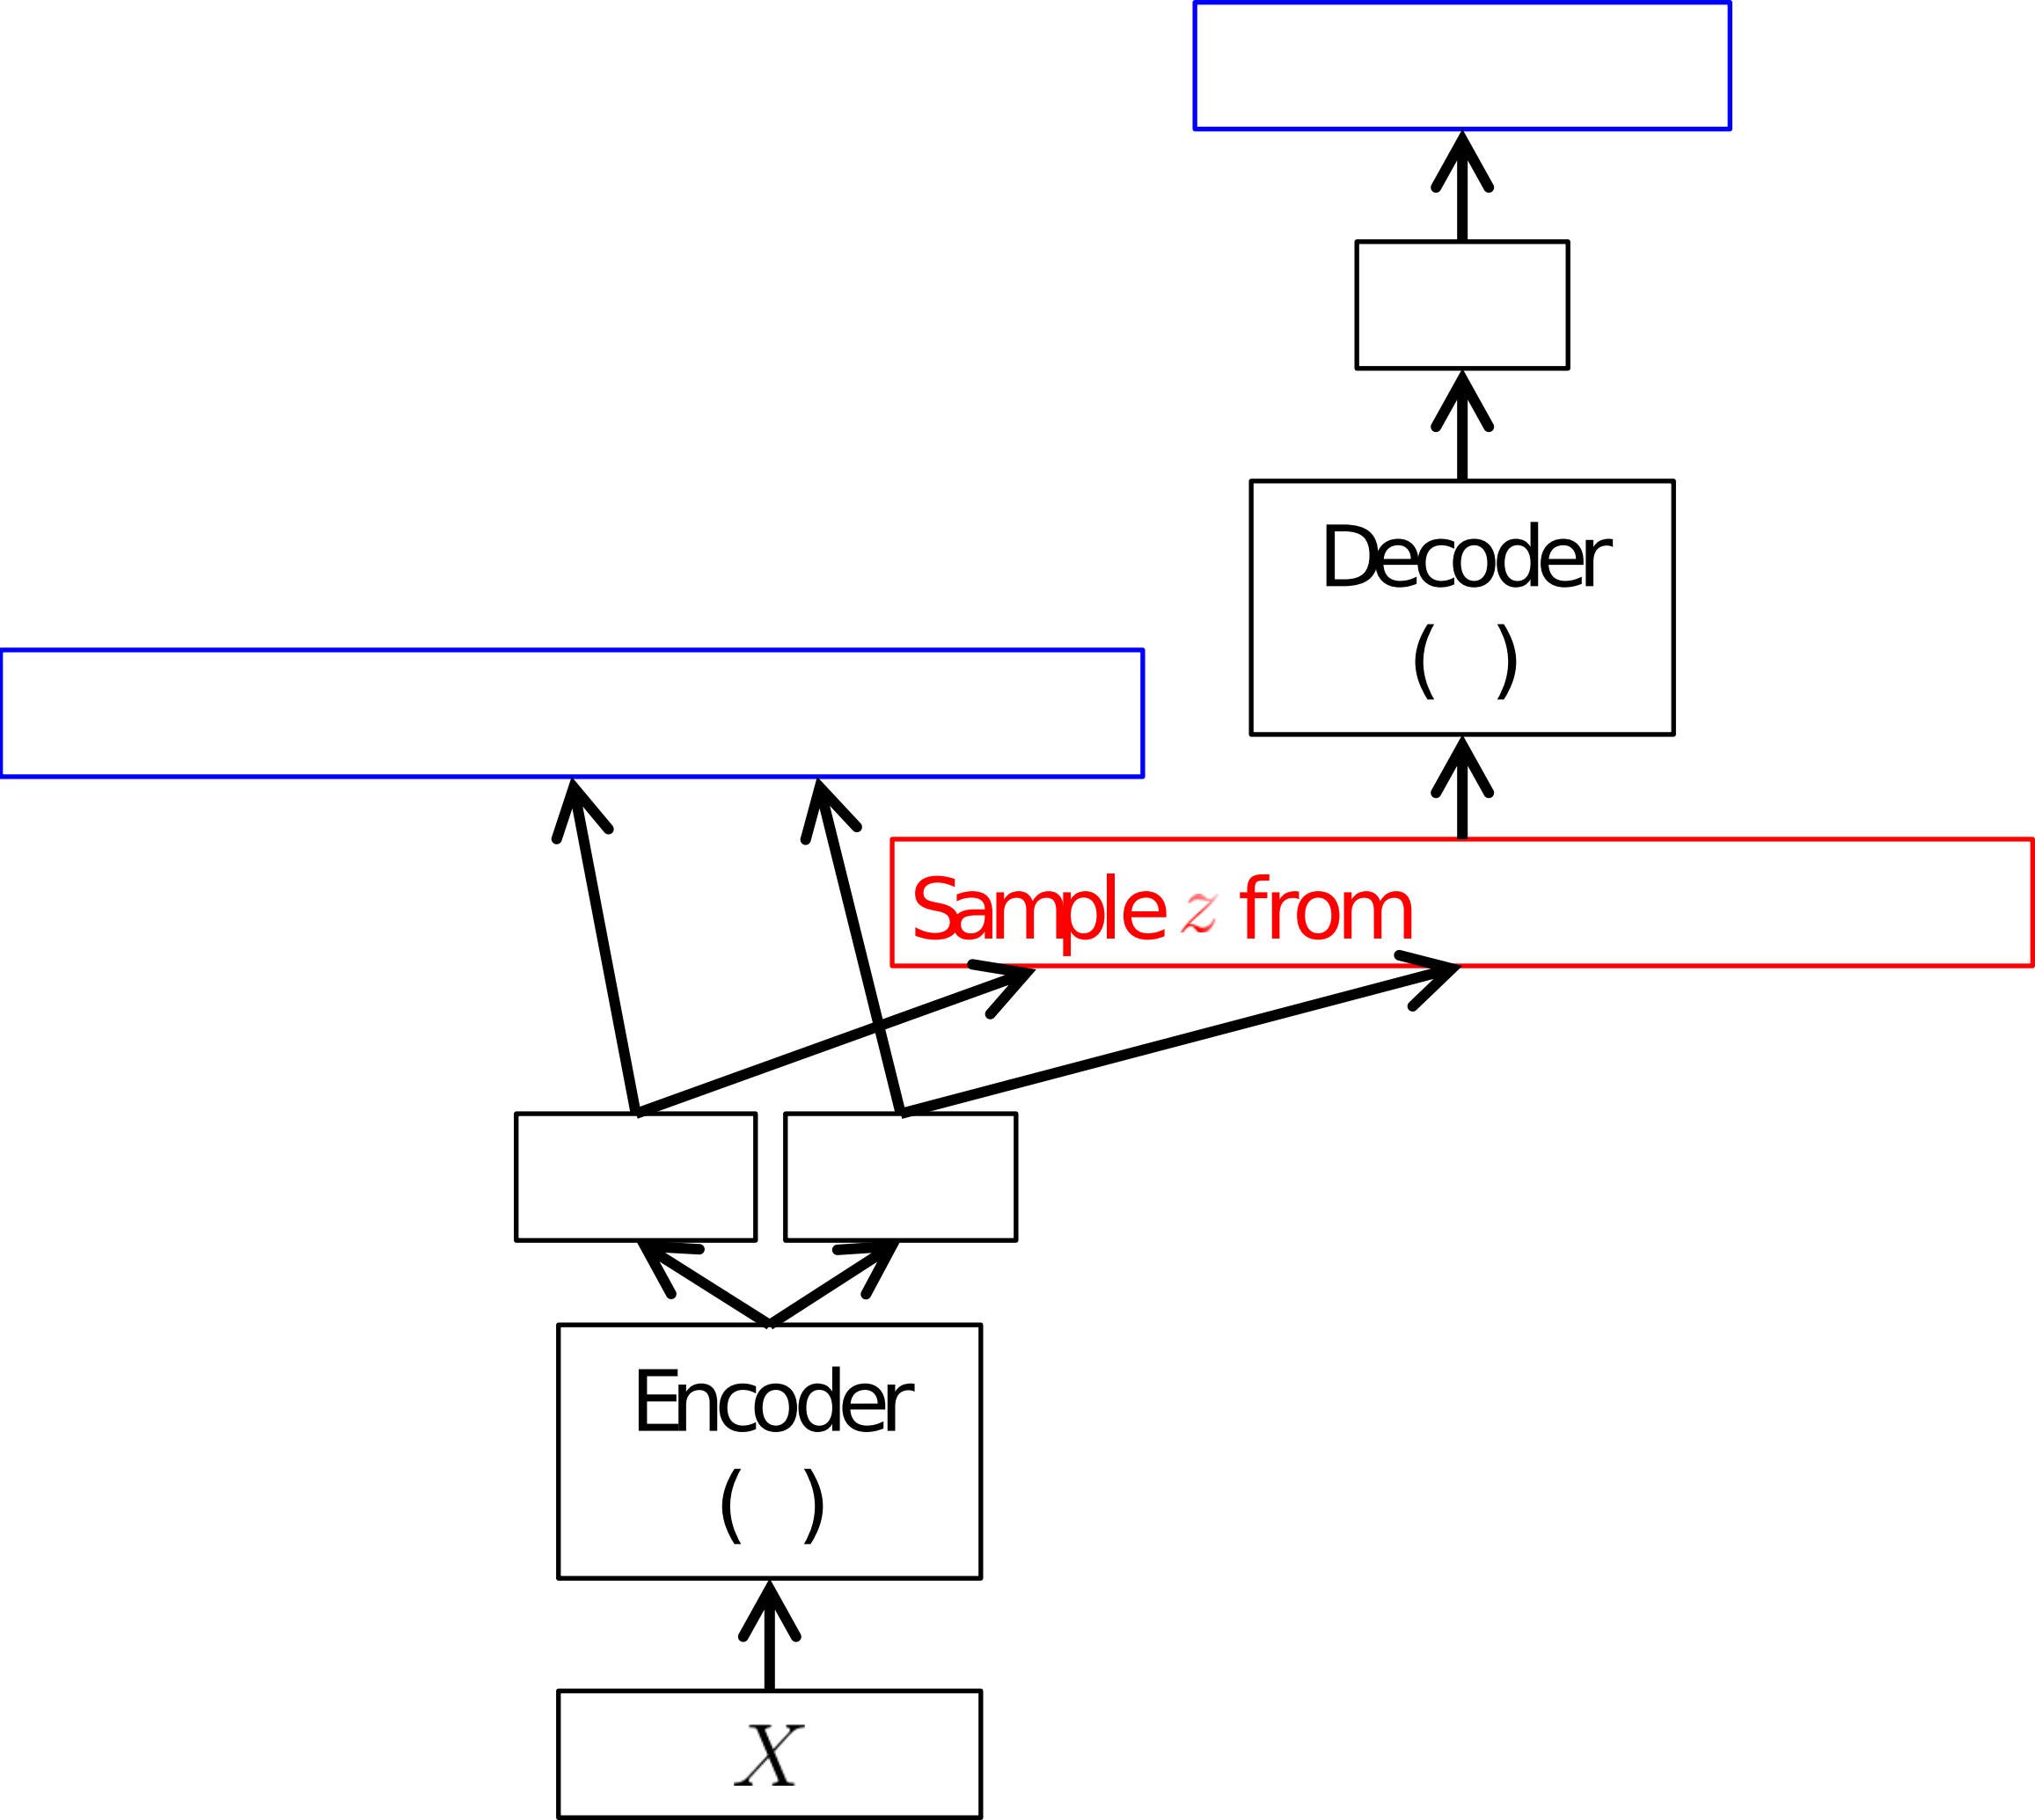 Decoder
( )
Sample z from
Encoder
( )
X